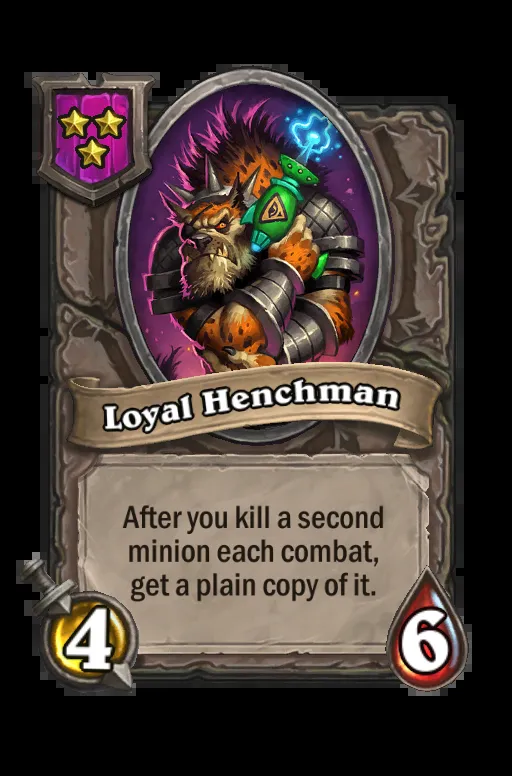 Loyal Henchman
After you kill a second
minion each combat,
get a plain copy of it.
4
6